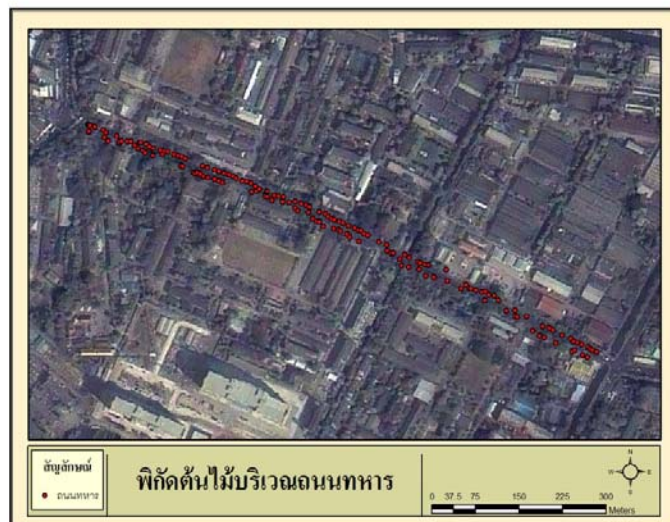 สัญลักษณ์
ถนนทหาร
พิกัดต้นไม้บริเวณถนนทหาร
N
W
E
S
0 37.5 75 150 225 300
Meters